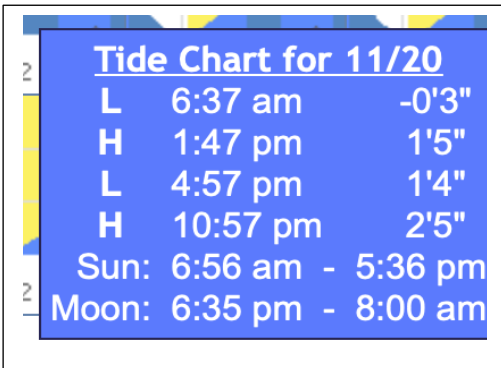 2
Tide Chart for 11/20
L 6:37 am -0'3"
H 1:47 pm 1'5"
L 4:57 pm 1'4"
H 10:57 pm 2'5"
Sun: 6:56 am - 5:36 pm
2
Moon: 6:35 pm - 8:00 am